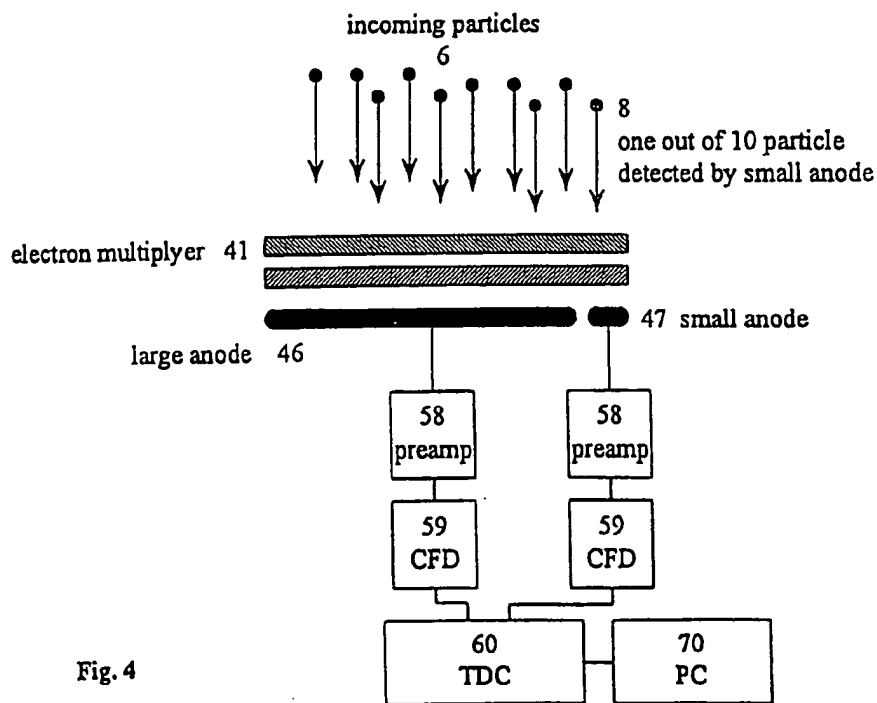 incoming particles
6
8
one out of 10 particle
detected by small anode
electron multiplyer 41
47 small anode
large anode 46
58
preamp
58
preamp
59
CFD
59
CFD
60
TDC
70
PC
Fig. 4